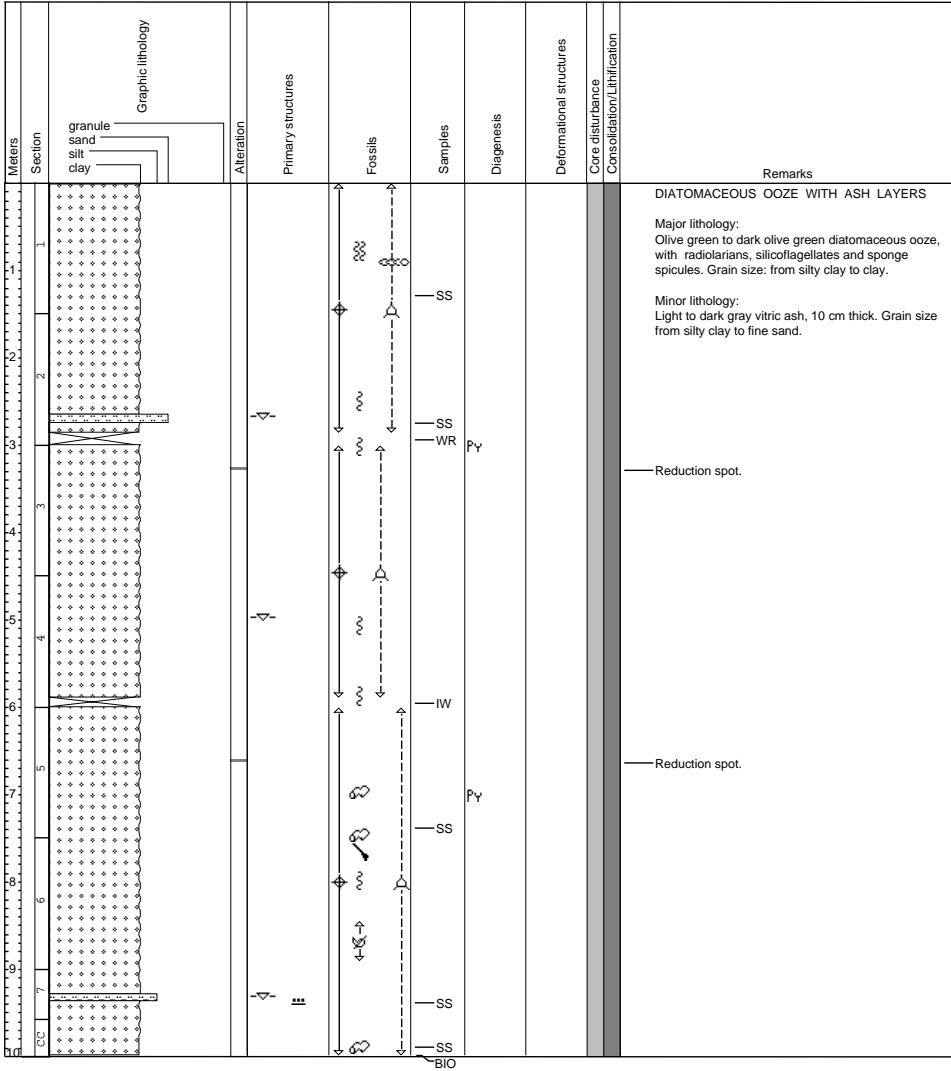 Meters
Section
Graphic lithology
granule
sand
silt
clay
Alteration
Primary structures
Fossils
Samples
Diagenesis
Deformational structures
Core disturbance
Consolidation/Lithification
Remarks
DIATOMACEOUS OOZE WITH ASH LAYERS
Major lithology:
Olive green to dark olive green diatomaceous ooze,
with radiolarians, silicoflagellates and sponge
spicules. Grain size: from silty clay to clay.
Minor lithology:
Light to dark gray vitric ash, 10 cm thick. Grain size
from silty clay to fine sand.
1
1
SS
2
2
SS
WR
3
Py
Reduction spot.
3
4
5
4
IW
6
5
Reduction spot.
7
Py
SS
8
6
9
7
SS
CC
SS
10
BIO